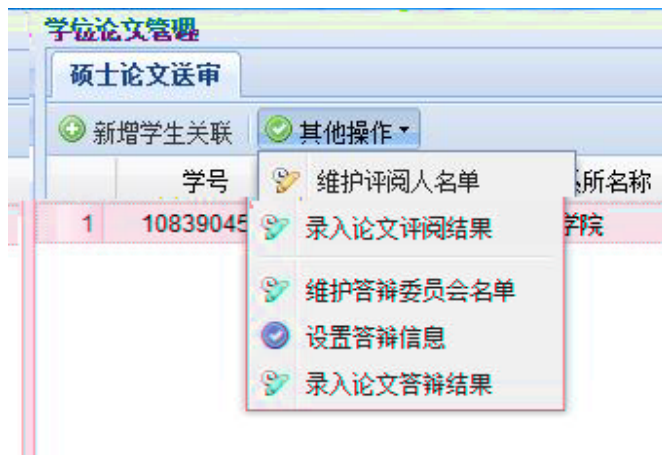 学位论文管理
硕士论文送审
新增学生关联 其他操作
学号 所名称
1 10839045 学院
维护评阅人名单
录入论文评阅结果
维护答辩委员会名单
设置答辩信息
录入论文答辩结果